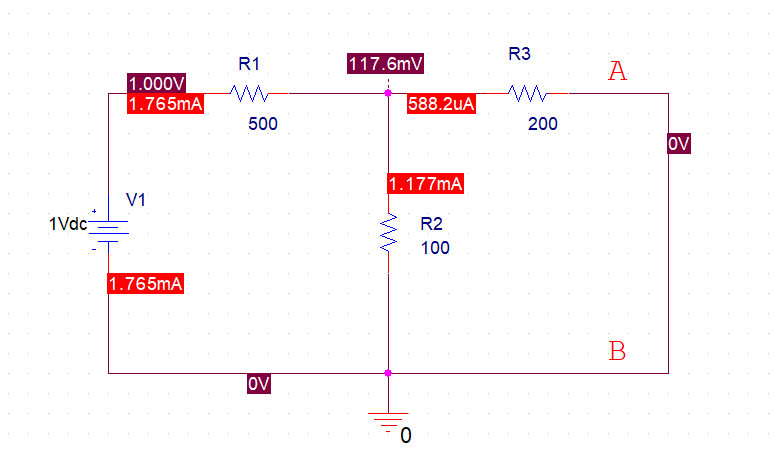 R3
R1
117.6mV
A
1.000V
1.765mA
588.2uA
500
200
0V
1.177mA
V1
+
1Vdc
R2
100
-
1.765mA
B
0V
0